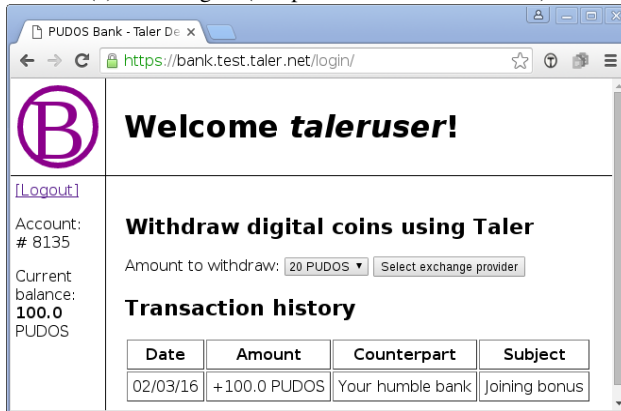 PUDOS Bank - Taler De
https://bank.test.taler.net/login/
B
Welcome taleruser!
[Logout]
Account:
# 8135
Current
balance:
100.0
PUDOS
Withdraw digital coins using Taler
Amount to withdraw: 20 PUDOS Select exchange provider
Transaction history
Date Amount Counterpart Subject
02/03/16 +100.0 PUDOS Your humble bank Joining bonus